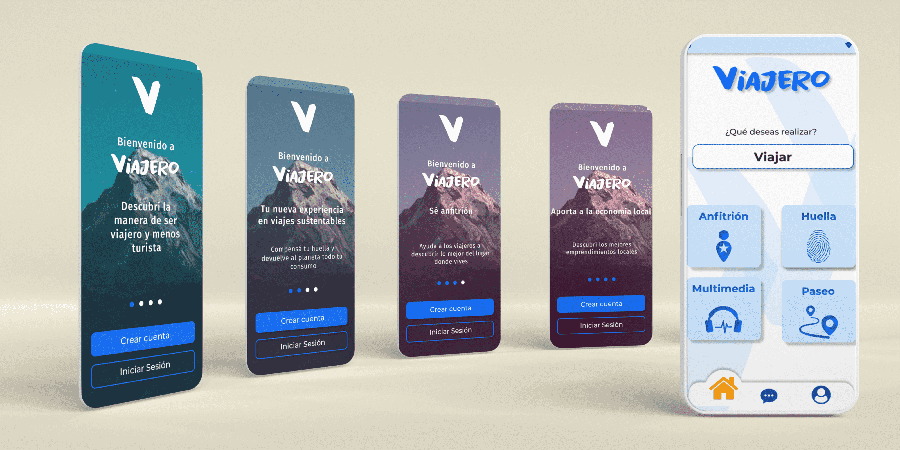 V
Bienvenido a
VIAJERO
Descubrí la
manera de ser
viajero y menos
turista
Crear cuenta
Iniciar Sesión
V
Bienvenido a
VIAJERO
Tu nueva experiencia
en viajes sustentables
Compensá tu huella y
devuelve al planeta todo tu
consumo
Crear cuenta
Iniciar Sesión
V
Bienvenido a
VIAJERO
Sé anfitrión
Ayuda a los viajeros a
descubrir lo mejor del lugar
donde vives
Crear cuenta
Iniciar Sesión
V
Bienvenido a
VIAJERO
Aporta a la economía local
Descubrí los mejores
emprendimientos locales
Crear cuenta
Iniciar Sesión
VIAJERO
¿Qué deseas realizar?
Viajar
Anfitrión
Huella
Multimedia
Paseo